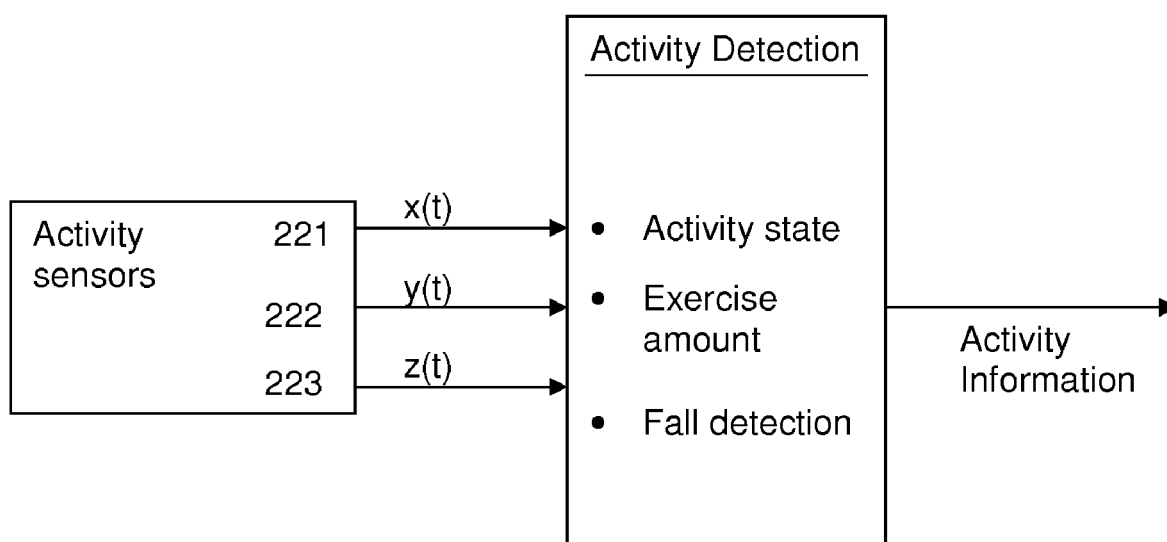 Activity Detection
Activity
sensors
221
222
223
x(t)
y(t)
z(t)
• Activity state
• Exercise
amount
• Fall detection
Activity
Information